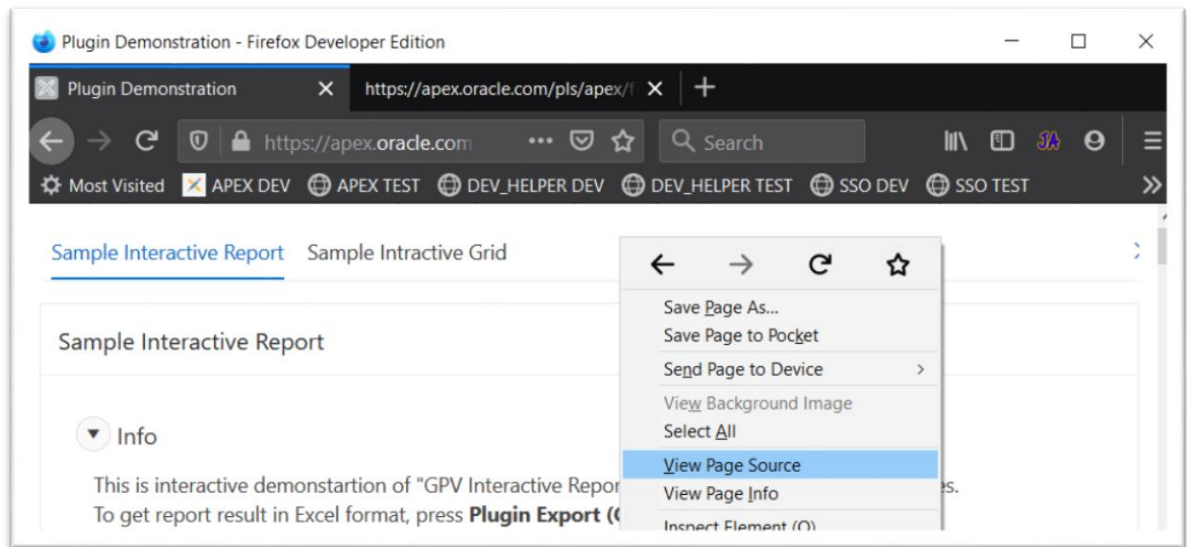 Plugin Demonstration - Firefox Developer Edition
Plugin Demonstration
https://apex.oracle.com/pls/apex/f
https://apex.oracle.com
Search
JA
Most Visited APEX DEV APEX TEST DEV_HELPER DEV DEV_HELPER TEST SSO DEV SSO TEST
Sample Interactive Report Sample Intractive Grid
Sample Interactive Report
Info
This is interactive demonstartion of "GPV Interactive Repor
es.
To get report result in Excel format, press Plugin Export (
Save Page As...
Save Page to Pocket
Send Page to Device
View Background Image
Select All
View Page Source
View Page Info
Inspect Element (Q)